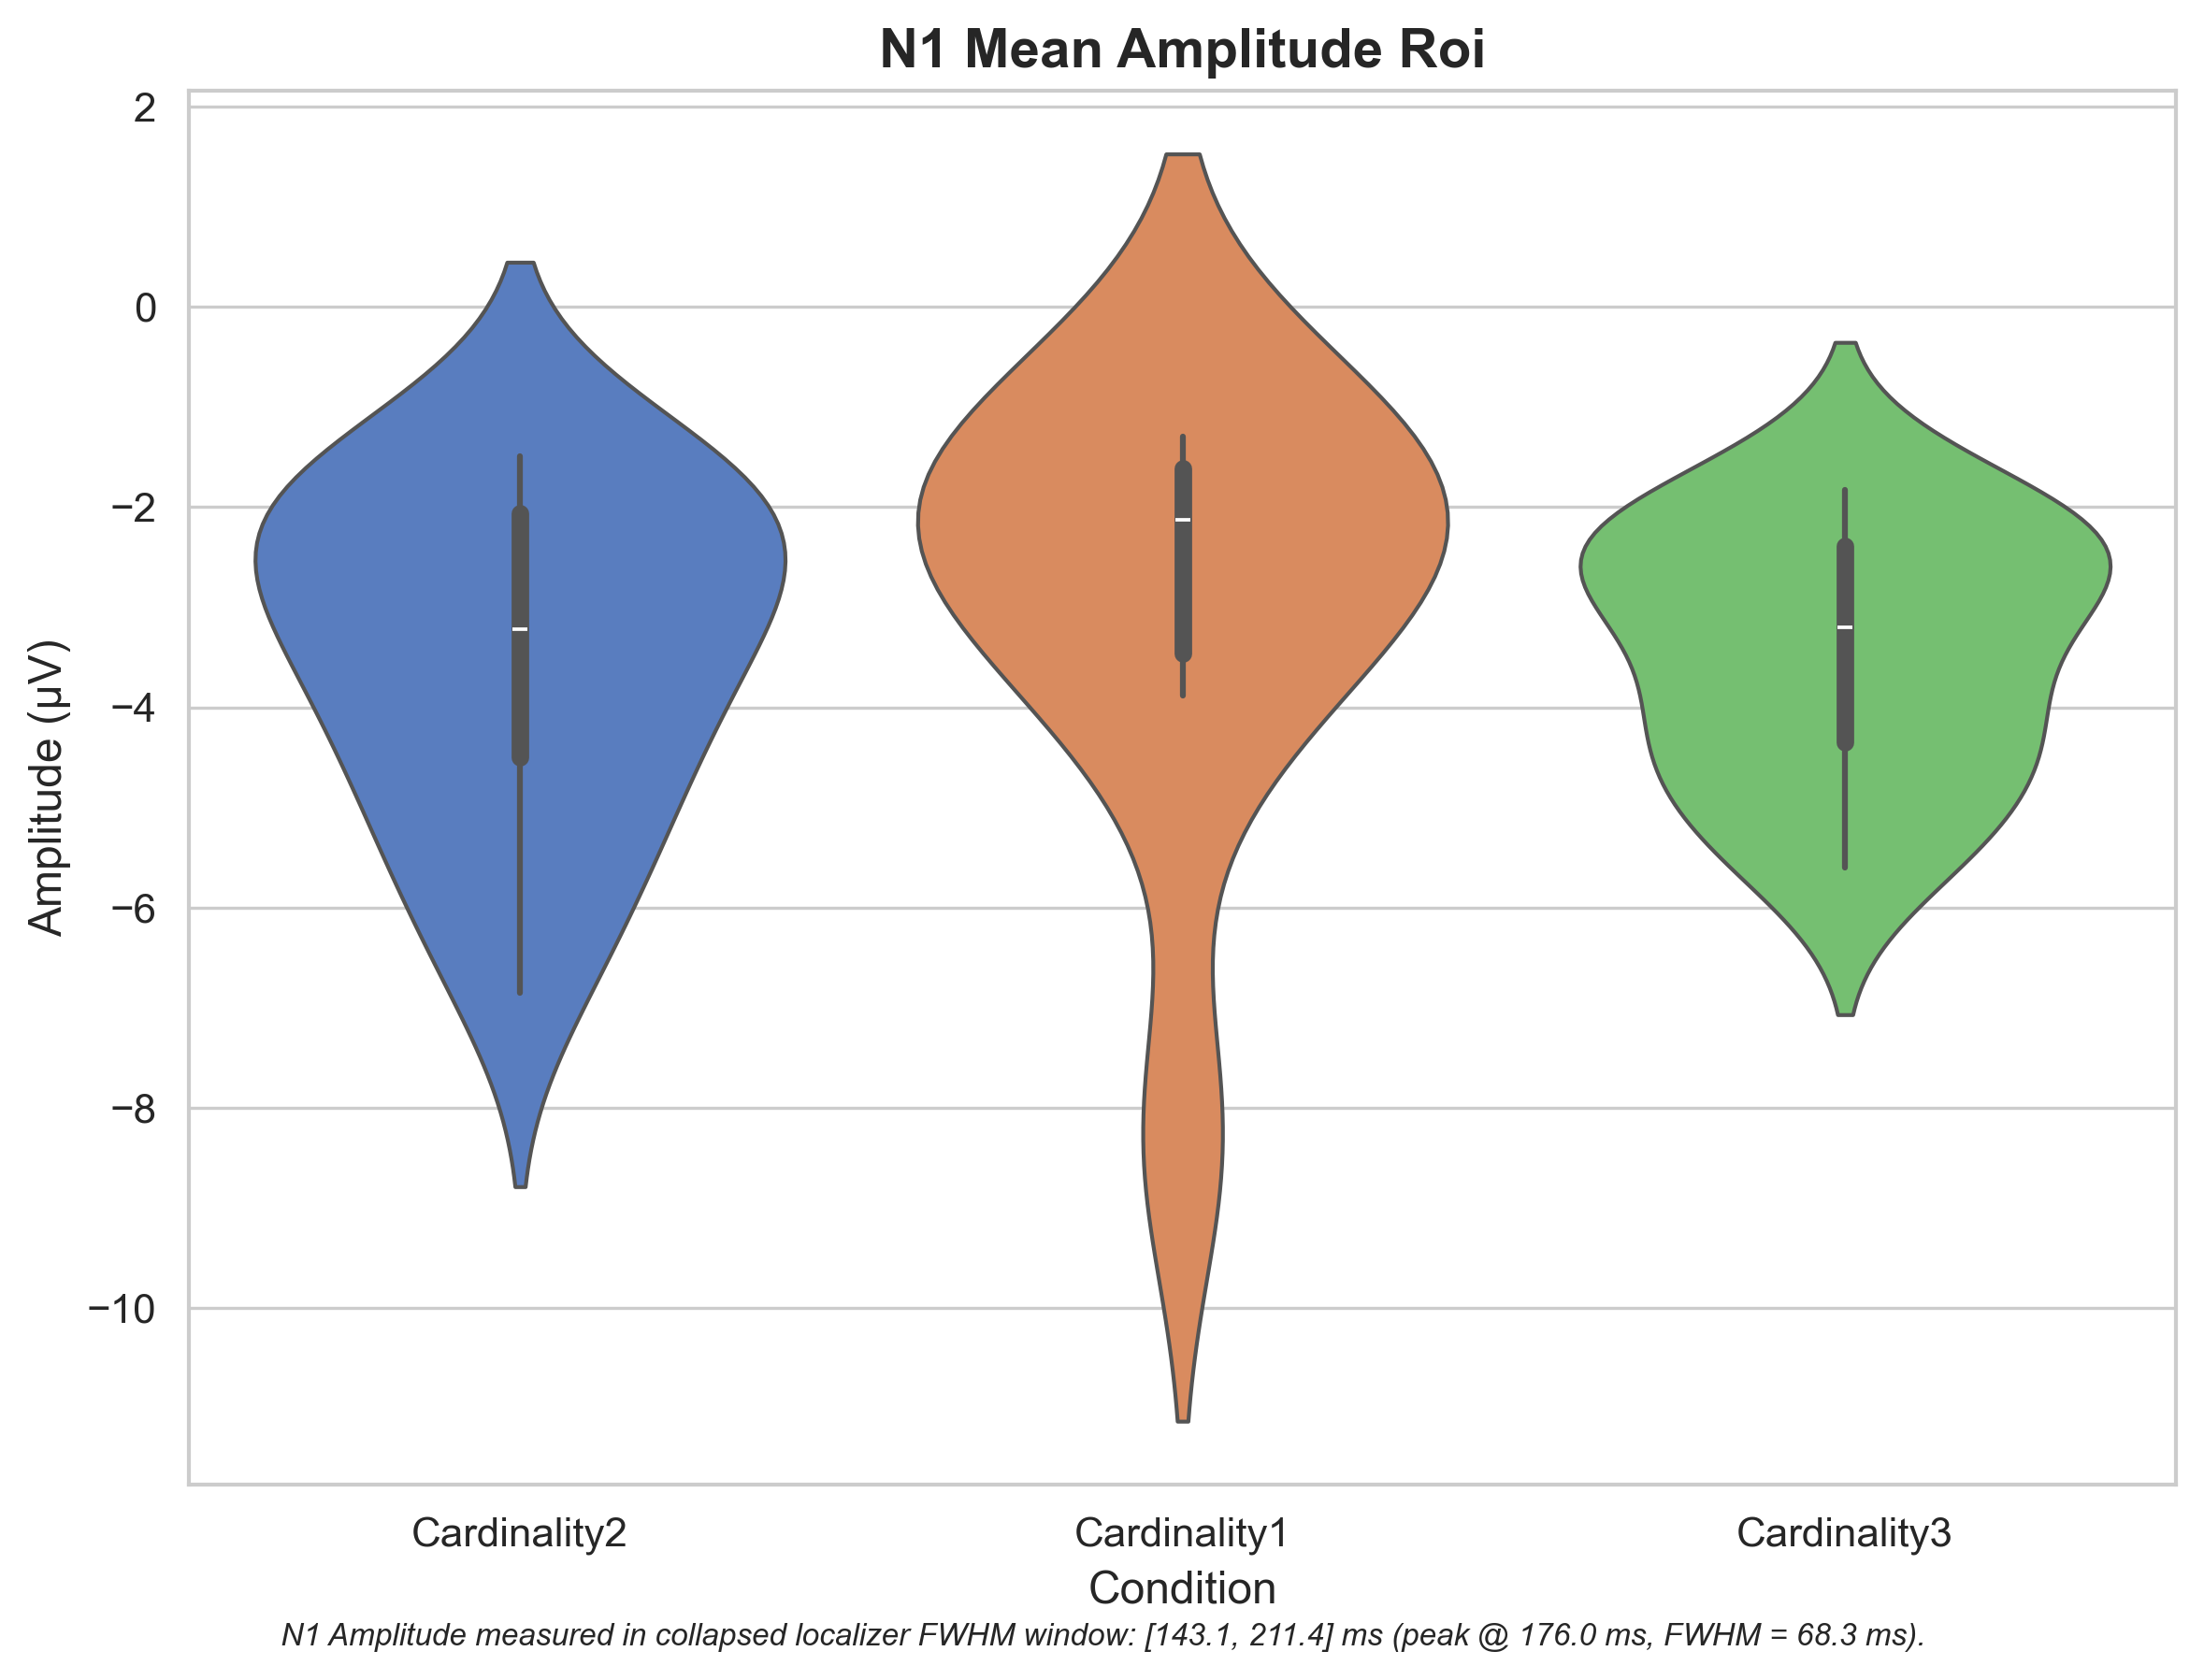 N1 Mean Amplitude Roi
2
0
−2
−4
−6
−8
−10
Amplitude (µV)
Cardinality2 Cardinality1 Cardinality3
Condition
N1 Amplitude measured in collapsed localizer FWHM window: [143.1, 211.4] ms (peak @ 176.0 ms, FWHM = 68.3 ms).